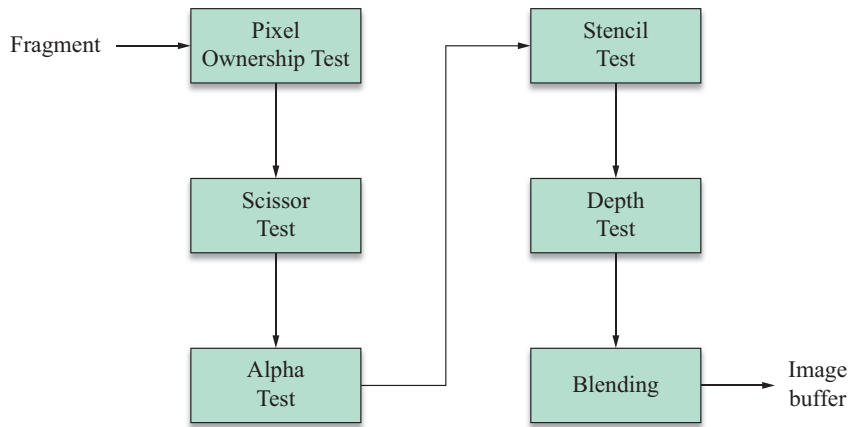 Fragment
Pixel
Ownership Test
Scissor
Test
Alpha
Test
Stencil
Test
Depth
Test
Blending
Image
buffer